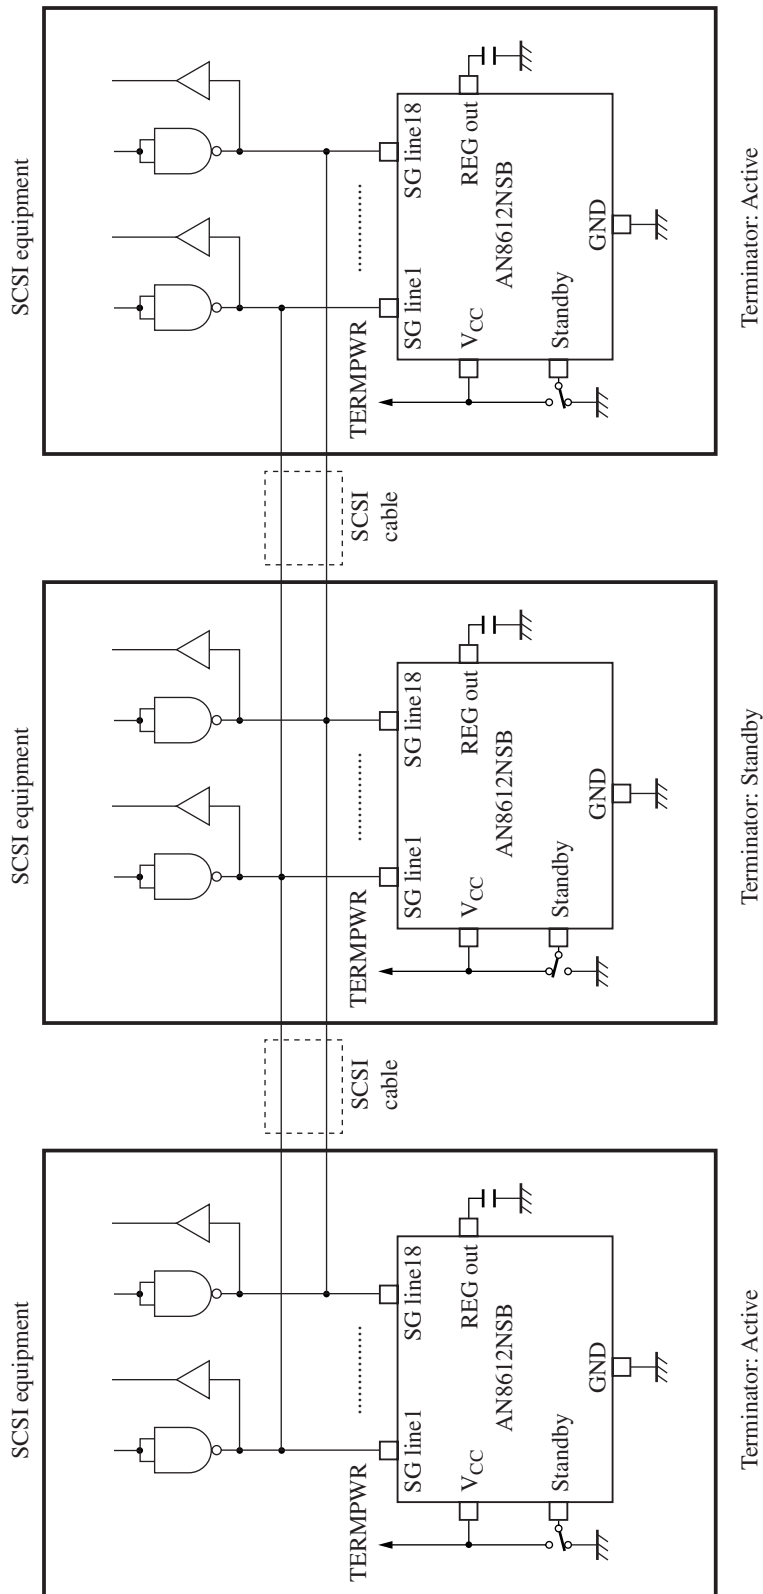 SCSI equipment
SG line1
SG line18
TERMPWR
VCC
REG out
AN8612NSB
Standby
GND
Terminator: Active
SCSI
cable
SCSI equipment
SG line1
SG line18
TERMPWR
VCC
REG out
AN8612NSB
Standby
GND
Terminator: Standby
SCSI
cable
SCSI equipment
SG line1
SG line18
TERMPWR
VCC
REG out
AN8612NSB
Standby
GND
Terminator: Active